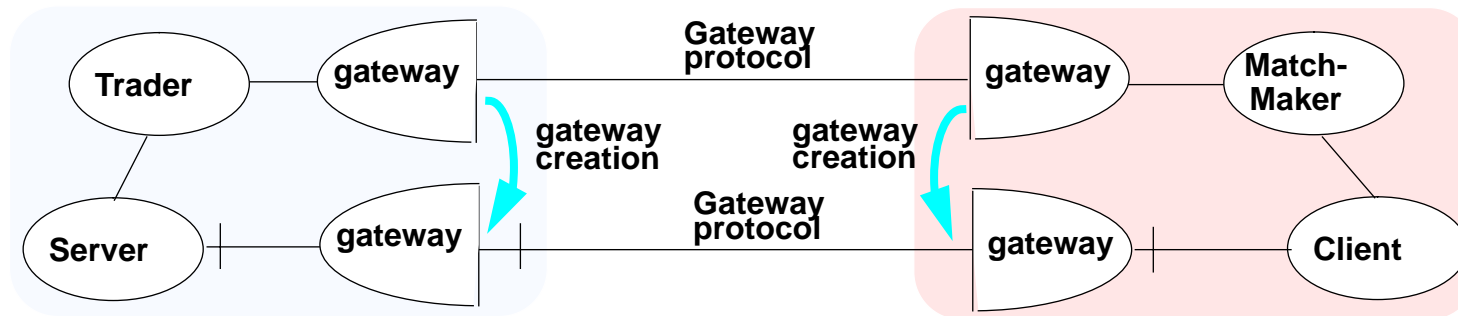 Trader
gateway
Gateway
protocol
gateway
Match-
Maker
gateway
creation
gateway
creation
Server
gateway
Gateway
protocol
gateway
Client